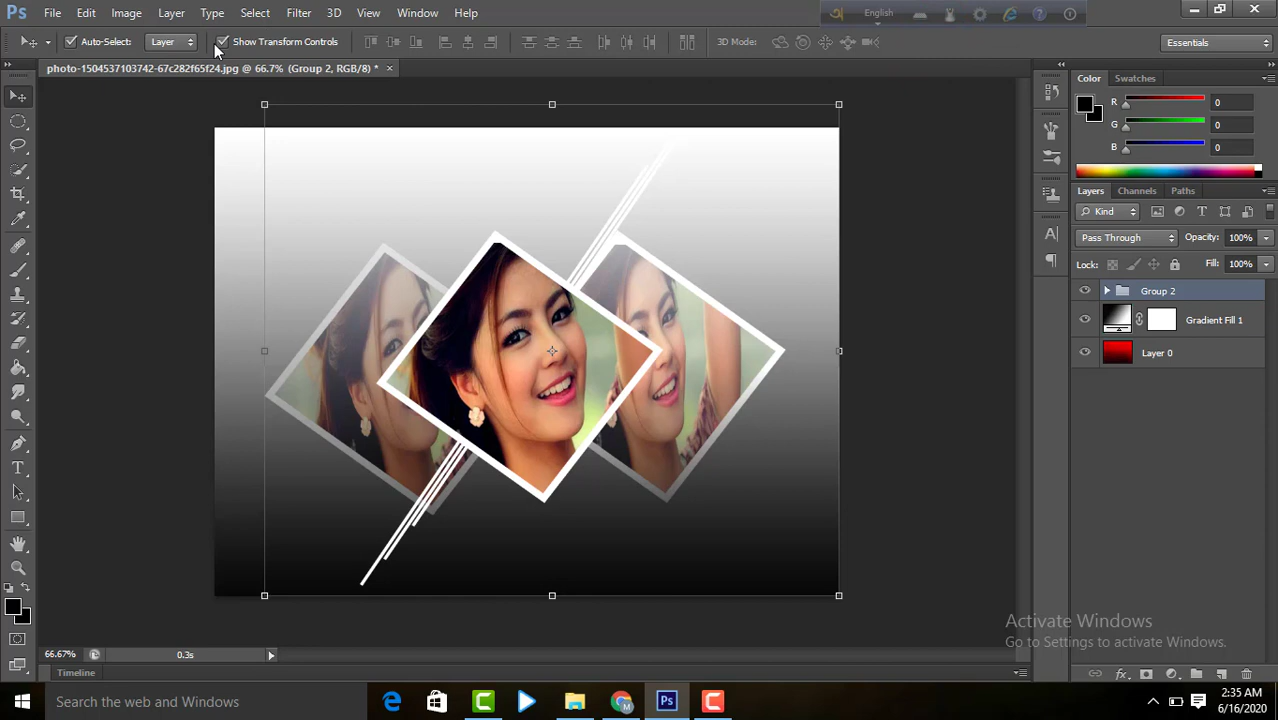 Ps File Edit Image Layer Type Select Filter 3D View Window Help
English
Auto-Select: Layer Show Transform Controls 3D Mode: Essentials
photo-1504537103742-67c282f65f24.jpg @ 66.7% (Group 2, RGB/8) * ×
Color Swatches
R 0
G 0
B 0
Layers Channels Paths
Kind
Pass Through Opacity: 100%
Lock: Fill: 100%
Group 2
Gradient Fill 1
Layer 0
Activate Windows
Go to Settings to activate Windows.
66.67% 0.3s
Timeline
Search the web and Windows
2:35 AM
6/16/2020